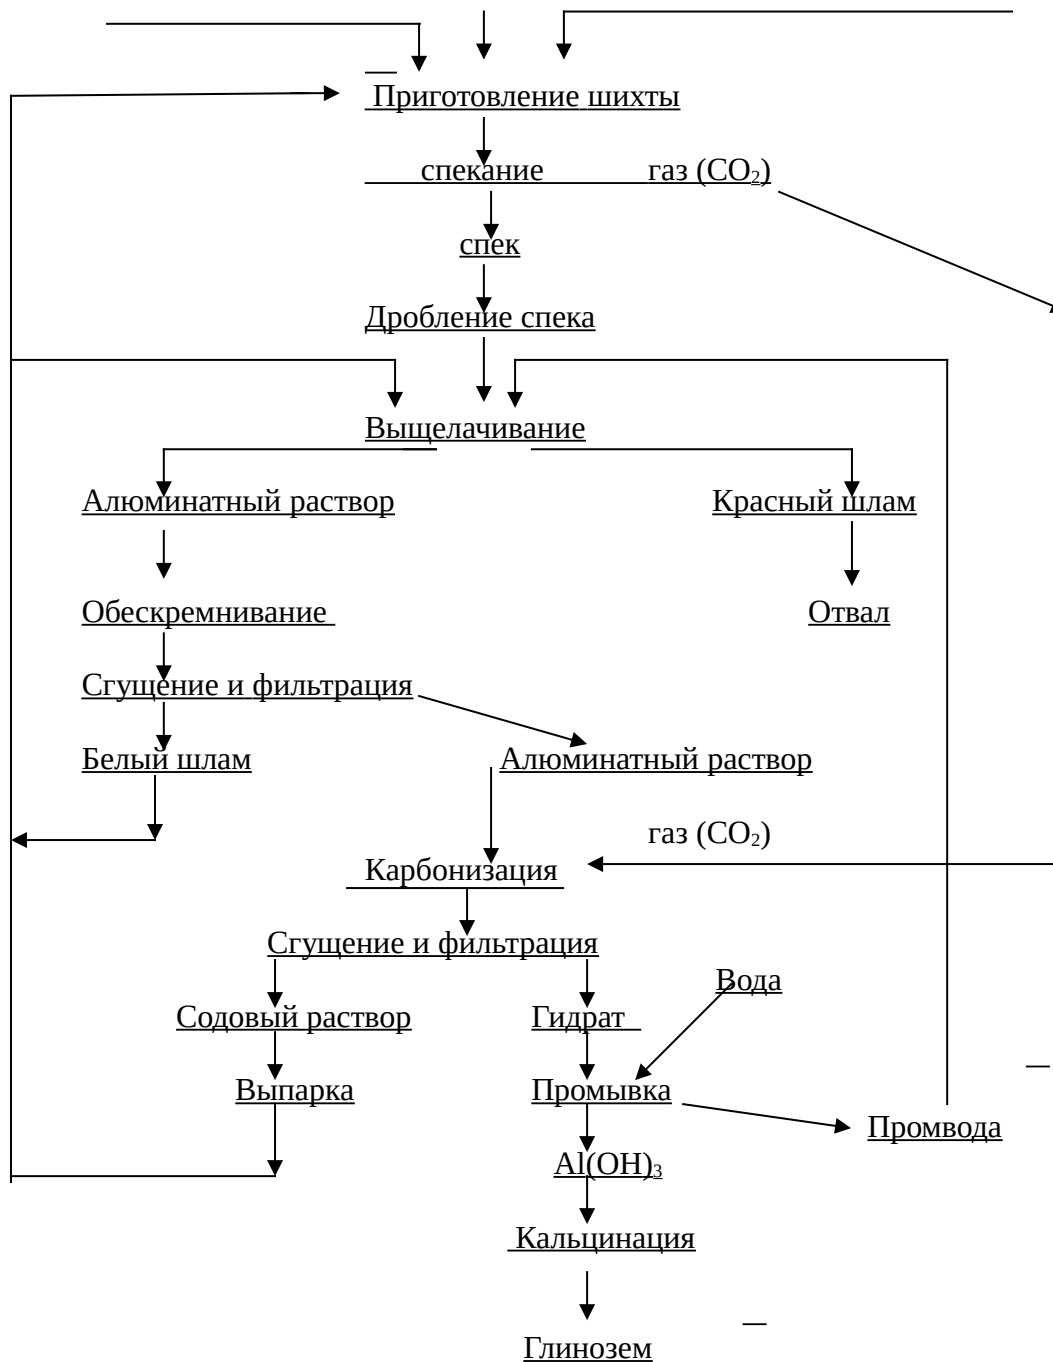 Приготовление шихты
спекание газ (CO₂)
спек
Дробление спека
Выщелачивание
Алюминатный раствор Красный шлам
Обескремнивание Отвал
Сгущение и фильтрация
Белый шлам Алюминатный раствор
газ (CO₂)
Карбонизация
Сгущение и фильтрация
Вода
Содовый раствор Гидрат
Выпарка Промывка
Промвода
Al(OH)₃
Кальцинация
Глинозем